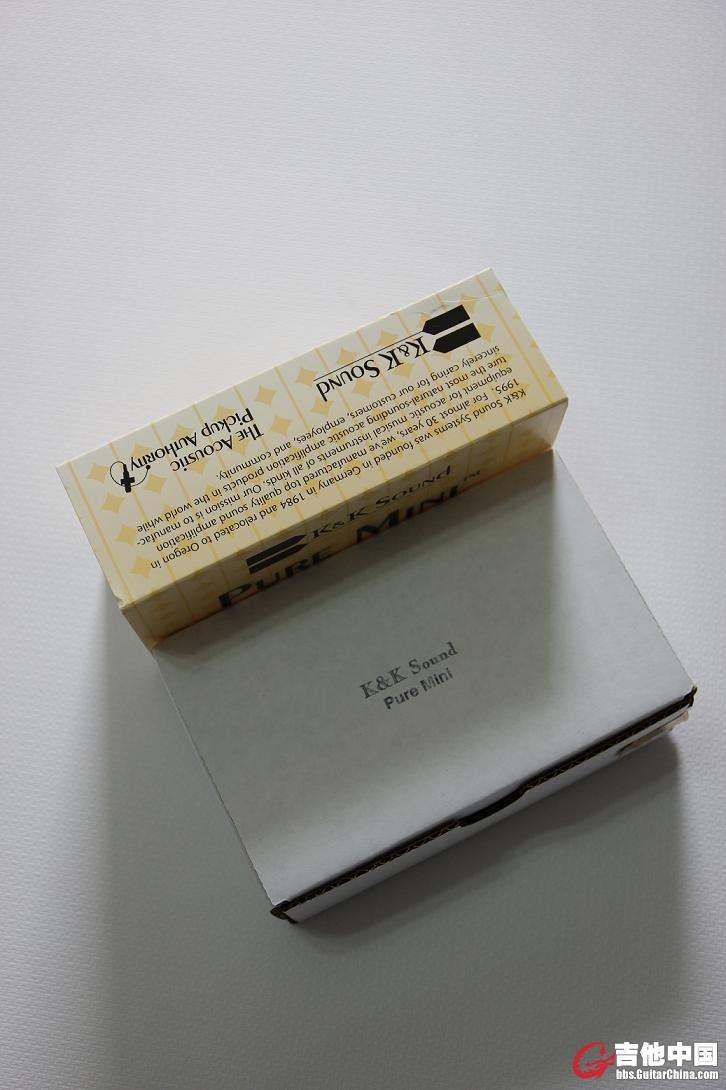 K&K SOUND
THE ACOUSTIC
PICKUP AUTHORITY
K&K Sound Systems was founded in Germany in 1984 and relocated to Oregon in
1995. For almost 30 years, we've manufactured top quality sound amplification
equipment for acoustic musical instruments of all kinds. Our mission is to manufac-
ture the most natural-sounding acoustic amplification products in the world while
sincerely caring for our customers, employees, and community.
K&K SOUND
PURE MINI™
K&K Sound
Pure Mini
吉他中国
bbs.GuitarChina.com